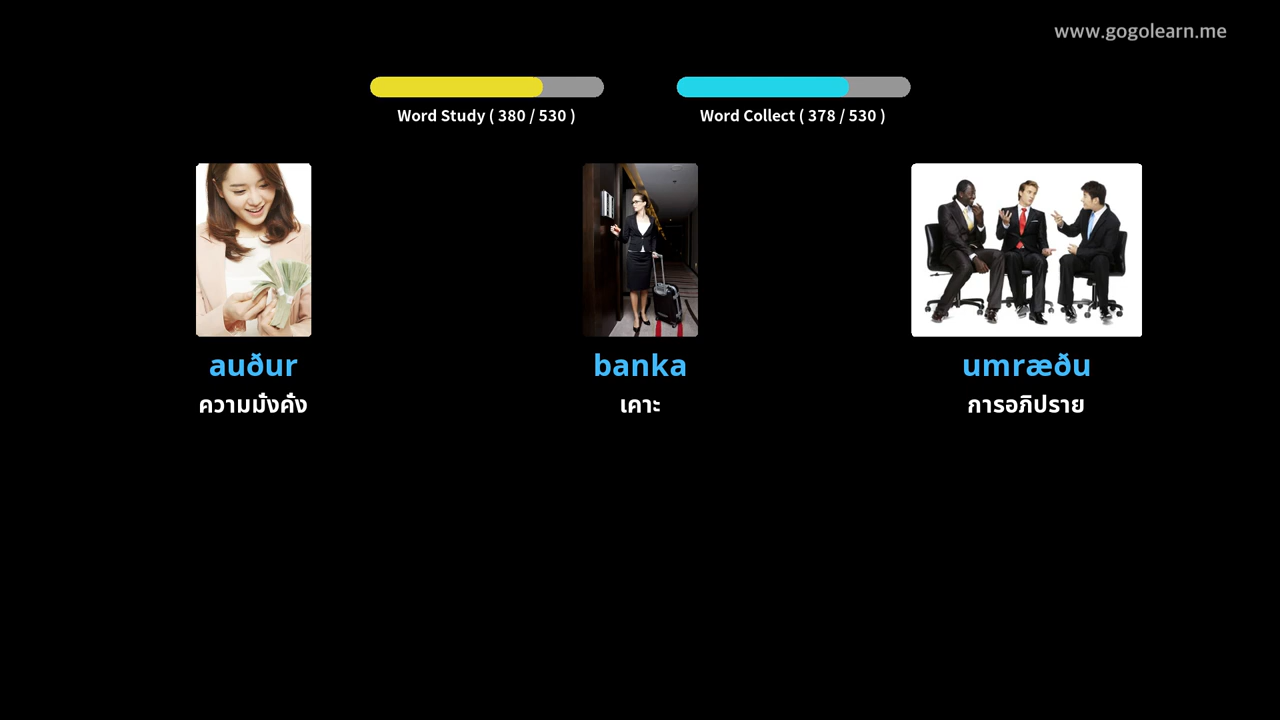 www.gogolearn.me
Word Study ( 380 / 530 )
Word Collect ( 378 / 530 )
auður
ความมั่งคั่ง
banka
เคาะ
umræðu
การอภิปราย